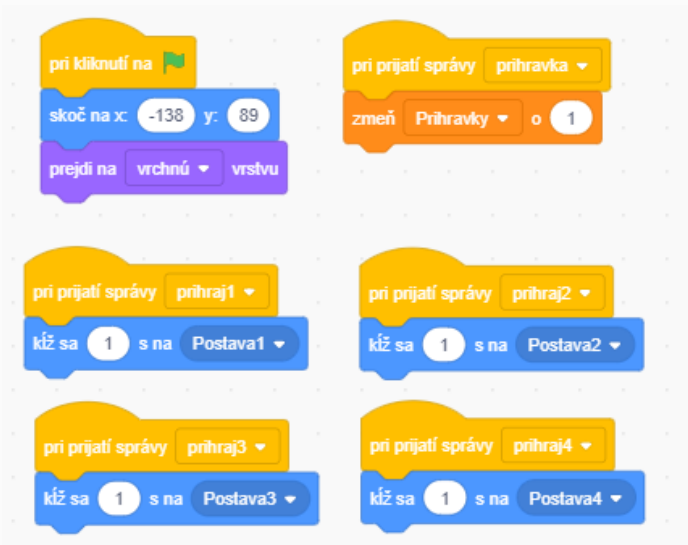 pri kliknutí na
skoč na x: -138 y: 89
prejdi na vrchnú vrstvu
pri prijatí správy prihravka
zmeň Prihravky o 1
pri prijatí správy prihraj1
kĺž sa 1 s na Postava1
pri prijatí správy prihraj2
kĺž sa 1 s na Postava2
pri prijatí správy prihraj3
kĺž sa 1 s na Postava3
pri prijatí správy prihraj4
kĺž sa 1 s na Postava4